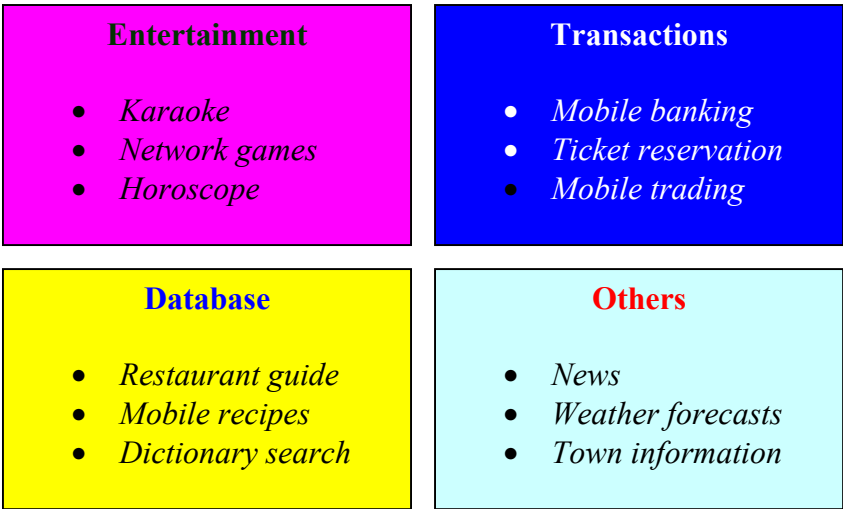 Entertainment
• Karaoke
• Network games
• Horoscope
Transactions
• Mobile banking
• Ticket reservation
• Mobile trading
Database
• Restaurant guide
• Mobile recipes
• Dictionary search
Others
• News
• Weather forecasts
• Town information